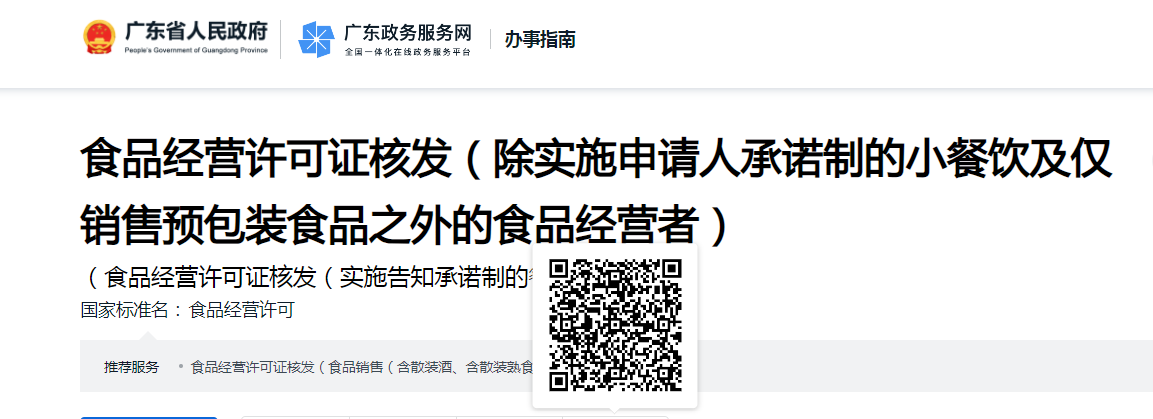 广东省人民政府
People's Government of Guangdong Province
广东政务服务网
全国一体化在线政务服务平台
办事指南
食品经营许可证核发（除实施申请人承诺制的小餐饮及仅
销售预包装食品之外的食品经营者）
（食品经营许可证核发（实施告知承诺制的
国家标准名：食品经营许可
推荐服务 • 食品经营许可证核发（食品销售（含散装酒、含散装熟食